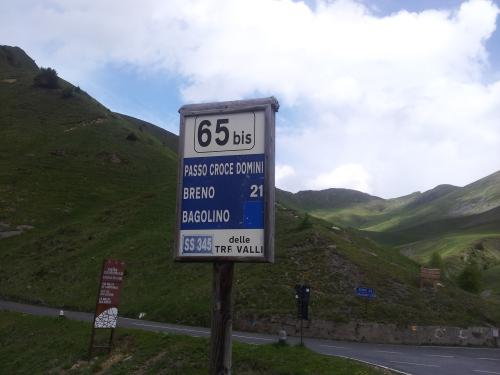 65 bis
PASSO CROCE DOMINI
BRENO 21
BAGOLINO
SS 345 delle
TRE VALLI